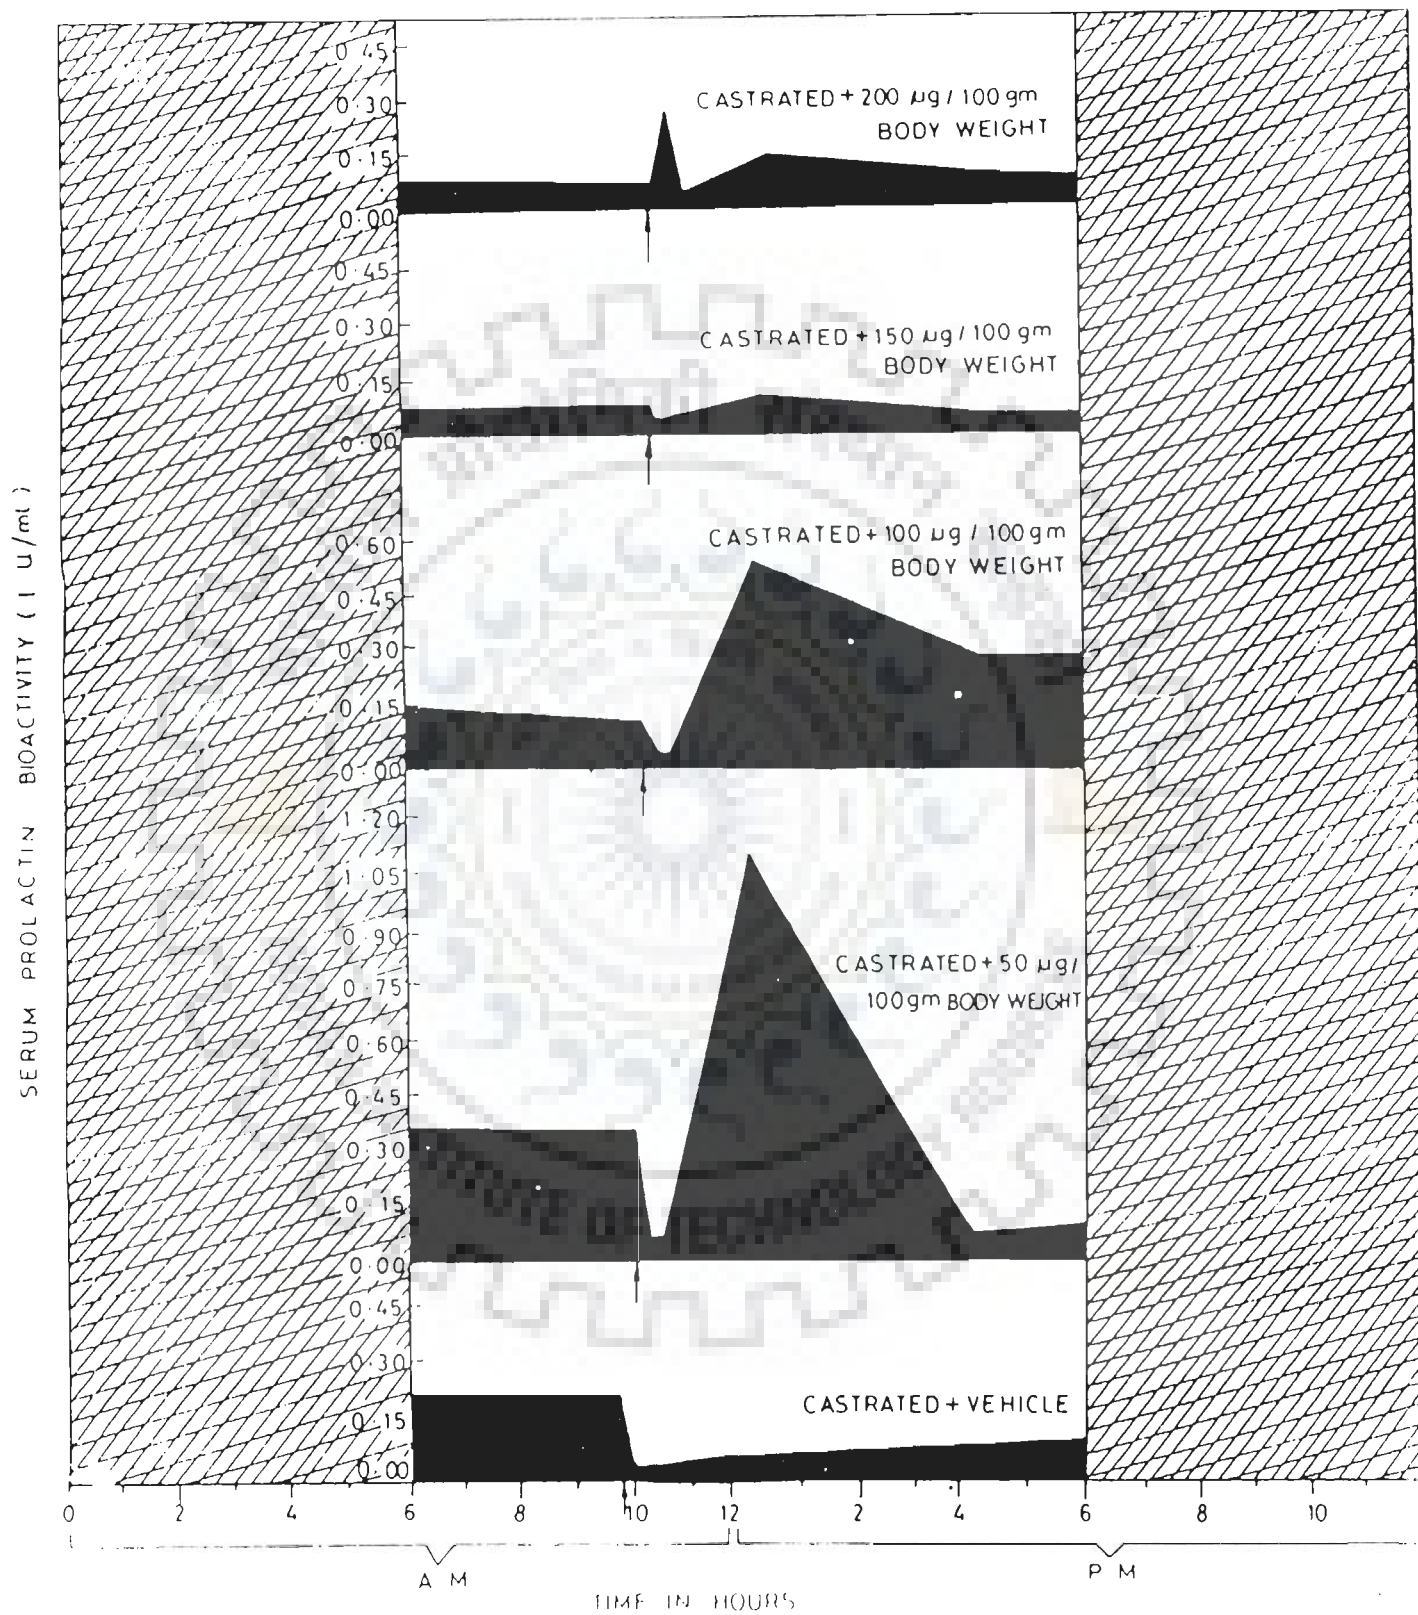 0.45
0.30
CASTRATED + 200 µg / 100 gm
BODY WEIGHT
0.15
0.00
0.45
0.30
CASTRATED + 150 µg / 100 gm
BODY WEIGHT
0.15
0.00
CASTRATED + 100 µg / 100 gm
BODY WEIGHT
0.60
0.45
0.30
0.15
0.00
1.20
1.05
0.90
CASTRATED + 50 µg /
100 gm BODY WEIGHT
0.75
0.60
0.45
0.30
0.15
0.00
0.45
0.30
CASTRATED + VEHICLE
0.15
0.00
SERUM PROLACTIN BIOACTIVITY ( I U/ml )
0 2 4 6 8 10 12 2 4 6 8 10
A M
P M
TIME IN HOURS
TUTE OF TECHNOLOG